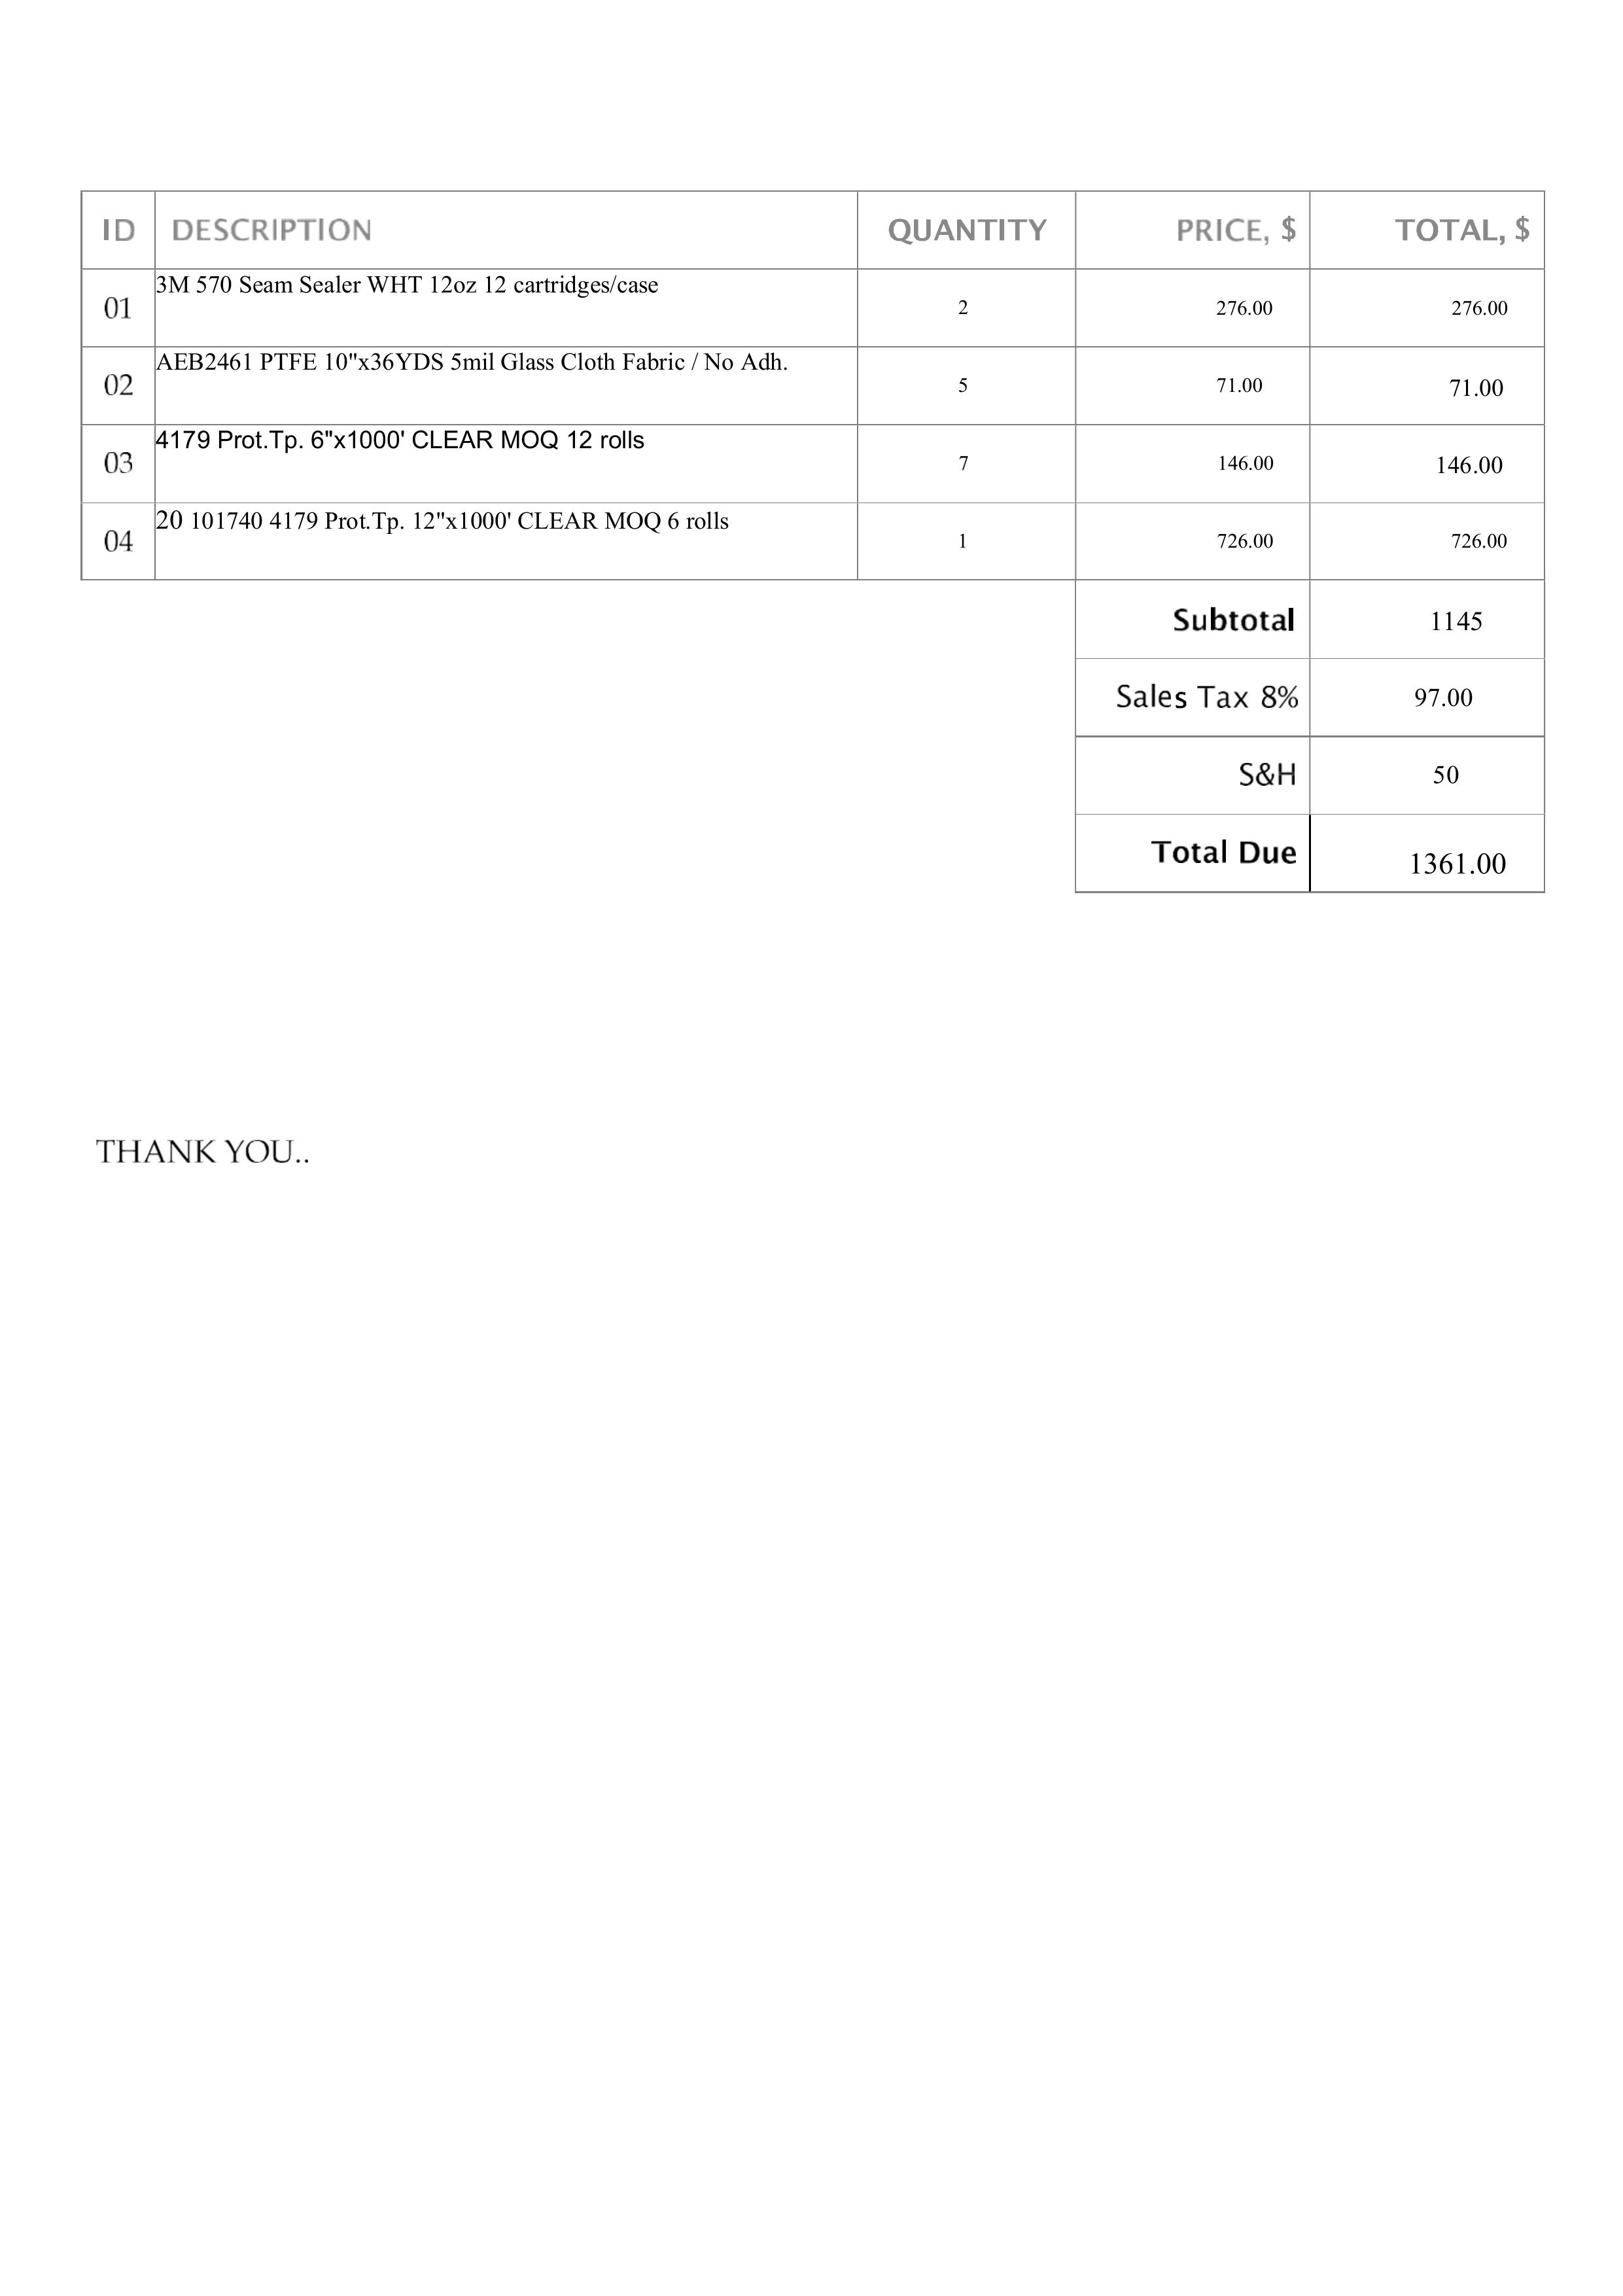 ID DESCRIPTION QUANTITY PRICE, $ TOTAL, $
01 3M 570 Seam Sealer WHT 12oz 12 cartridges/case 2 276.00 276.00
02 AEB2461 PTFE 10"x36YDS 5mil Glass Cloth Fabric / No Adh. 5 71.00 71.00
03 4179 Prot.Tp. 6"x1000' CLEAR MOQ 12 rolls 7 146.00 146.00
04 20 101740 4179 Prot.Tp. 12"x1000' CLEAR MOQ 6 rolls 1 726.00 726.00
Subtotal 1145
Sales Tax 8% 97.00
S&H 50
Total Due 1361.00
THANK YOU..